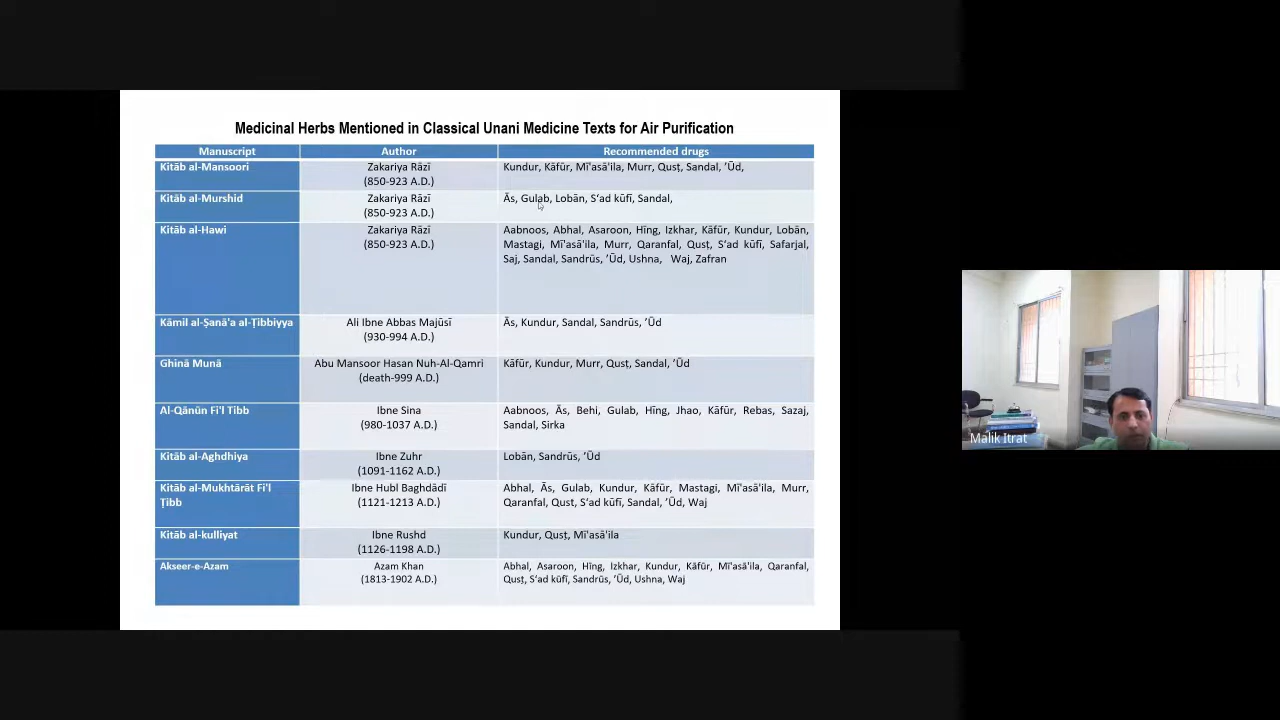 Medicinal Herbs Mentioned in Classical Unani Medicine Texts for Air Purification
Manuscript Author Recommended drugs
Kitāb al-Mansoori Zakariya Rāzī Kundur, Kāfūr, Mī'asā'ila, Murr, Qusṭ, Sandal, 'Ūd,
(850-923 A.D.)
Kitāb al-Murshid Zakariya Rāzī Ās, Gulab, Lobān, S'ad kūfī, Sandal,
(850-923 A.D.)
Kitāb al-Hawi Zakariya Rāzī Aabnoos, Abhal, Asaroon, Hīng, Izkhar, Kāfūr, Kundur, Lobān,
(850-923 A.D.) Mastagi, Mī'asā'ila, Murr, Qaranfal, Qusṭ, S'ad kūfī, Safarjal,
Saj, Sandal, Sandrūs, 'Ūd, Ushna, Waj, Zafran
Kāmil al-Ṣanā'a al-Ṭibbiyya Ali Ibne Abbas Majūsī Ās, Kundur, Sandal, Sandrūs, 'Ūd
(930-994 A.D.)
Ghinā Munā Abu Mansoor Hasan Nuh-Al-Qamri Kāfūr, Kundur, Murr, Qusṭ, Sandal, 'Ūd
(death-999 A.D.)
Al-Qānūn Fi'l Tibb Ibne Sina Aabnoos, Ās, Behi, Gulab, Hīng, Jhao, Kāfūr, Rebas, Sazaj,
(980-1037 A.D.) Sandal, Sirka
Kitāb al-Aghdhiya Ibne Zuhr Lobān, Sandrūs, 'Ūd
(1091-1162 A.D.)
Kitāb al-Mukhtārāt Fi'l Ibne Hubl Baghdādī Abhal, Ās, Gulab, Kundur, Kāfūr, Mastagi, Mī'asā'ila, Murr,
Ṭibb (1121-1213 A.D.) Qaranfal, Qust, S'ad kūfī, Sandal, 'Ūd, Waj
Kitāb al-kulliyat Ibne Rushd Kundur, Qusṭ, Mī'asā'ila
(1126-1198 A.D.)
Akseer-e-Azam Azam Khan Abhal, Asaroon, Hīng, Izkhar, Kundur, Kāfūr, Mī'asā'ila, Qaranfal,
(1813-1902 A.D.) Qusṭ, S'ad kūfī, Sandrūs, 'Ūd, Ushna, Waj
Malik Itrat